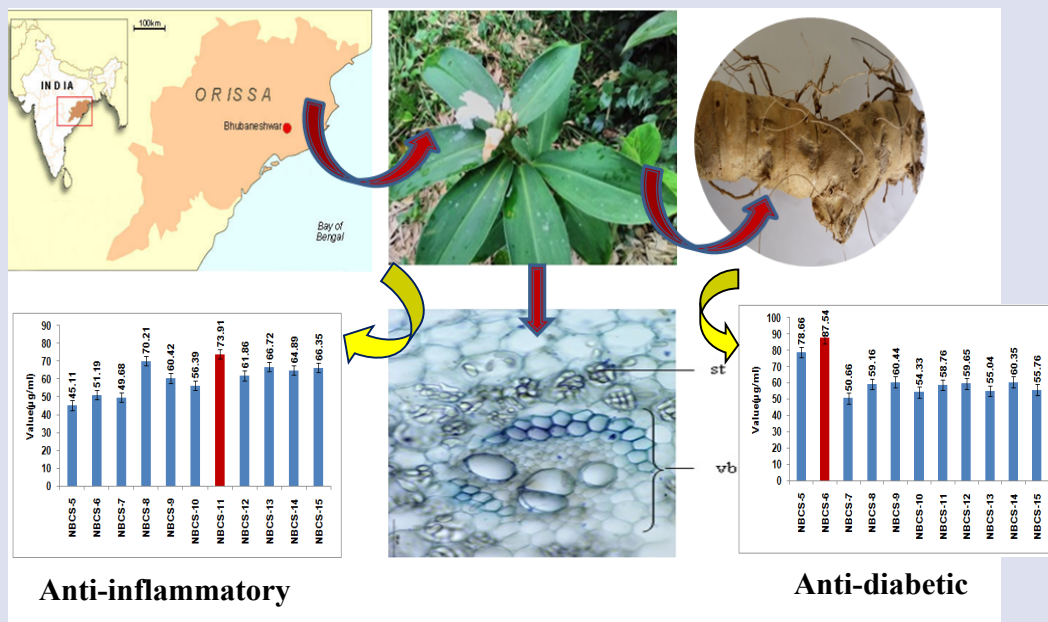 100km
INDIA
ORISSA
Bhubaneshwar
Bay of
Bengal
st
vb
Value(µg/ml)
90
80
70
60
50
40
30
20
10
0
45.11
51.19
49.68
70.21
60.42
56.39
73.91
61.86
66.72
64.89
66.35
NBCS-5
NBCS-6
NBCS-7
NBCS-8
NBCS-9
NBCS-10
NBCS-11
NBCS-12
NBCS-13
NBCS-14
NBCS-15
Anti-inflammatory
Value(µg/ml)
100
90
80
70
60
50
40
30
20
10
0
78.66
87.54
50.66
59.16
60.44
54.33
58.76
59.65
55.04
60.35
55.76
NBCS-5
NBCS-6
NBCS-7
NBCS-8
NBCS-9
NBCS-10
NBCS-11
NBCS-12
NBCS-13
NBCS-14
NBCS-15
Anti-diabetic